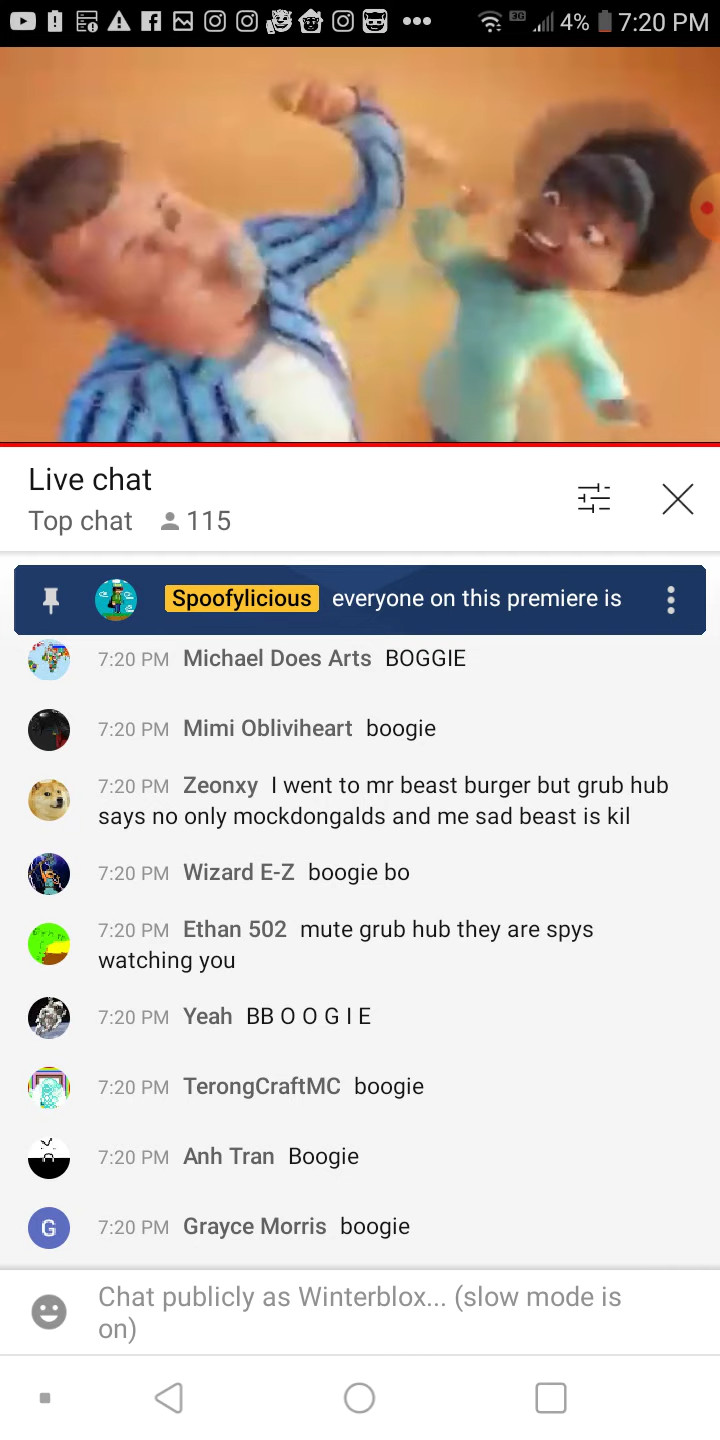 3G 4% 7:20 PM
Live chat
Top chat 115
Spoofylicious everyone on this premiere is
7:20 PM Michael Does Arts BOGGIE
7:20 PM Mimi Obliviheart boogie
7:20 PM Zeonxy I went to mr beast burger but grub hub
says no only mockdongalds and me sad beast is kil
7:20 PM Wizard E-Z boogie bo
7:20 PM Ethan 502 mute grub hub they are spys
watching you
7:20 PM Yeah BB O O G I E
7:20 PM TerongCraftMC boogie
7:20 PM Anh Tran Boogie
G 7:20 PM Grayce Morris boogie
Chat publicly as Winterblox... (slow mode is
on)